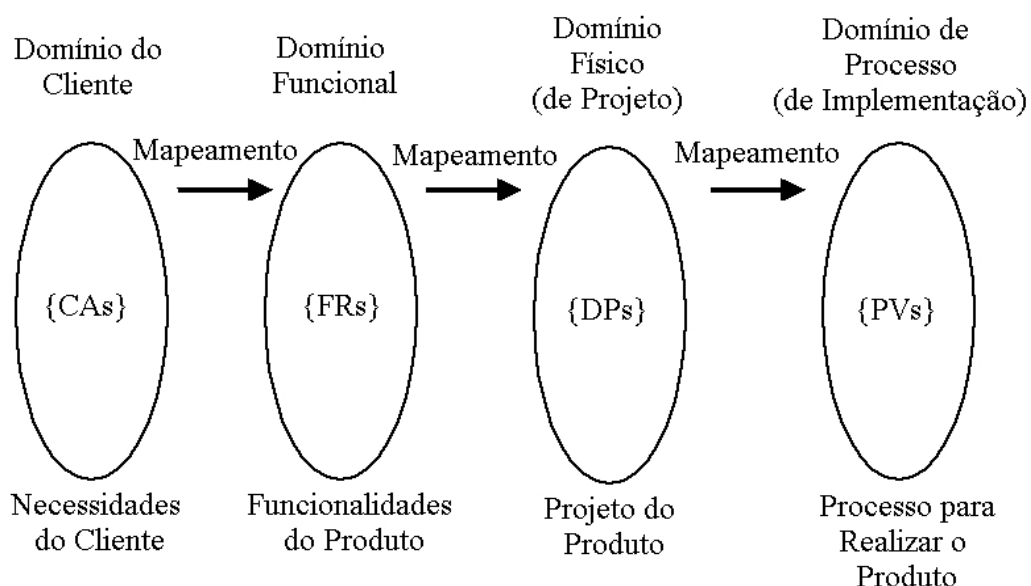 Domínio do
Cliente
Domínio
Funcional
Domínio
Físico
(de Projeto)
Domínio de
Processo
(de Implementação)
Mapeamento
Mapeamento
Mapeamento
{CAs}
{FRs}
{DPs}
{PVs}
Necessidades
do Cliente
Funcionalidades
do Produto
Projeto do
Produto
Processo para
Realizar o
Produto